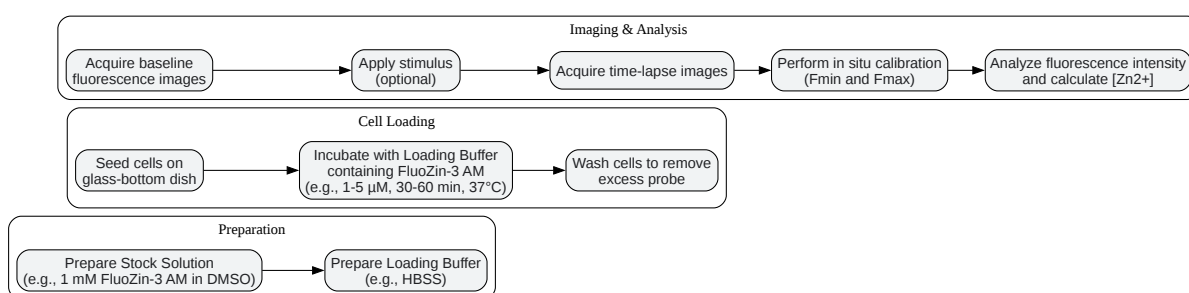 Imaging & Analysis
Acquire baseline
fluorescence images
Apply stimulus
(optional)
Acquire time-lapse images
Perform in situ calibration
(Fmin and Fmax)
Analyze fluorescence intensity
and calculate [Zn2+]
Cell Loading
Seed cells on
glass-bottom dish
Incubate with Loading Buffer
containing FluoZin-3 AM
(e.g., 1-5 µM, 30-60 min, 37°C)
Wash cells to remove
excess probe
Preparation
Prepare Stock Solution
(e.g., 1 mM FluoZin-3 AM in DMSO)
Prepare Loading Buffer
(e.g., HBSS)